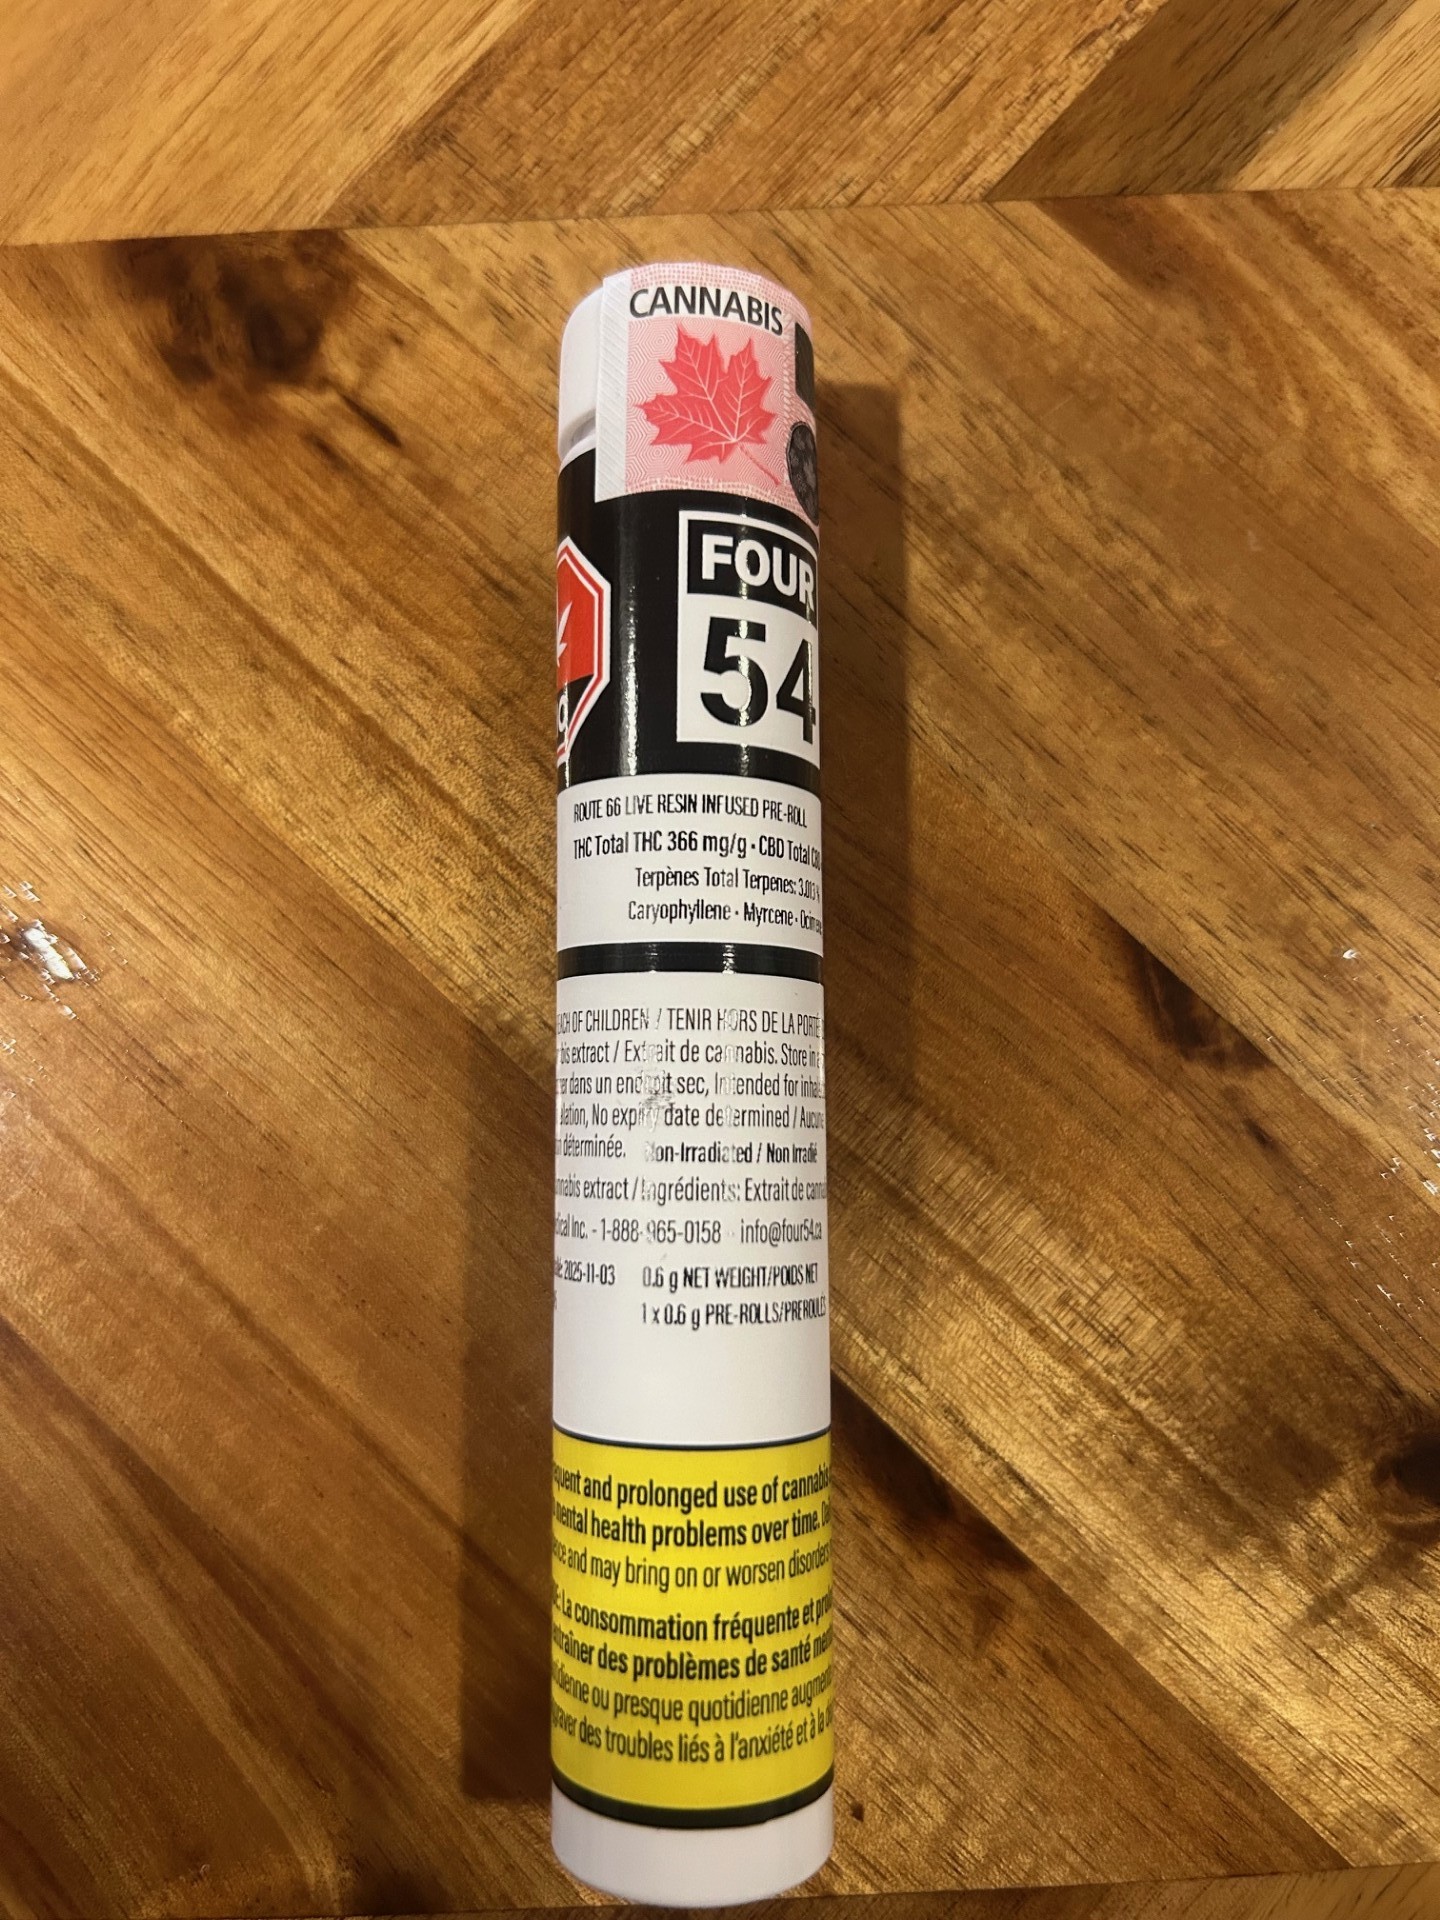 CANNABIS
FOUR
54
ROUTE 66 LIVE RESIN INFUSED PRE-ROLL
THC Total THC 366 mg/g • CBD Total
Terpènes Total Terpenes: 3.013 %
Caryophyllene • Myrcene •
OF CHILDREN / TENIR HORS DE LA
extract / Extrait de cannabis. Store in
dans un endroit sec, Intended for
No expiry date determined /
déterminée. Non-Irradiated / Non Irradié
extract / Ingrédients: Extrait de
Inc. - 1-888-965-0158 - info@four54.ca
2025-11-03 0.6 g NET WEIGHT/POIDS NET
1 x 0.6 g PRE-ROLLS/PREROULÉS
and prolonged use of cannabis
mental health problems over time.
and may bring on or worsen disorders
La consommation fréquente et
des problèmes de santé
ou presque quotidienne
des troubles liés à l'anxiété et à la